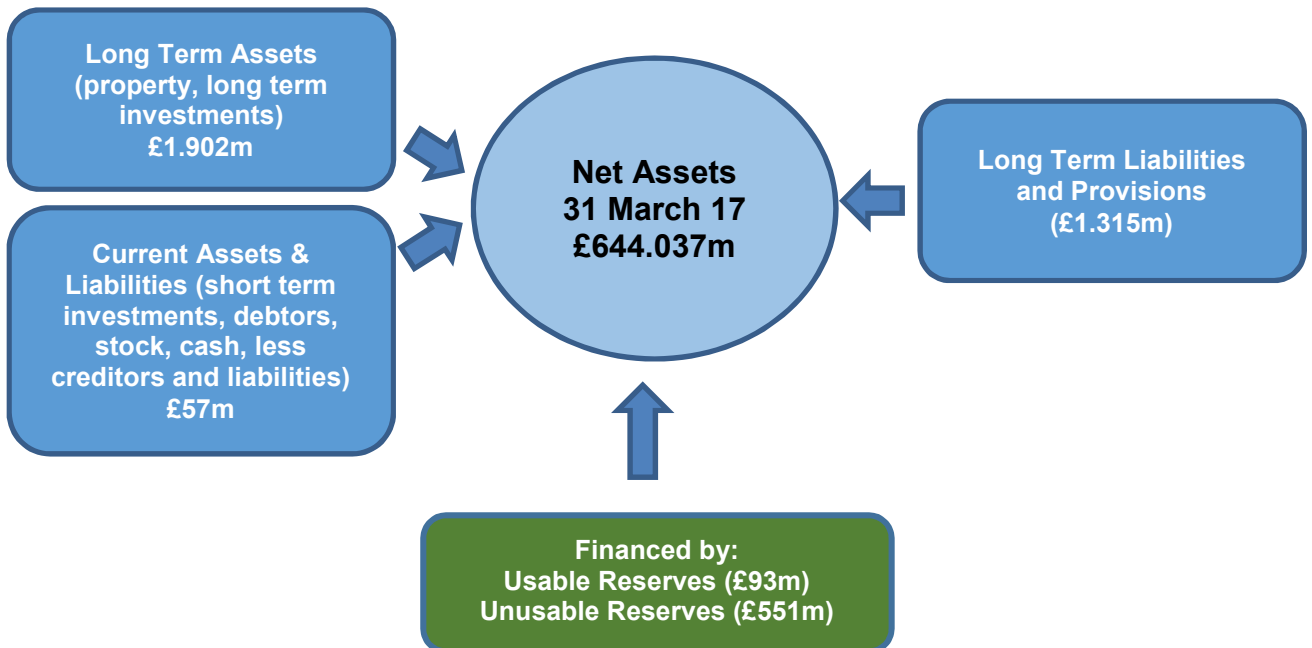 Long Term Assets
(property, long term
investments)
£1.902m
Current Assets &
Liabilities (short term
investments, debtors,
stock, cash, less
creditors and liabilities)
£57m
Net Assets
31 March 17
£644.037m
Long Term Liabilities
and Provisions
(£1.315m)
Financed by:
Usable Reserves (£93m)
Unusable Reserves (£551m)